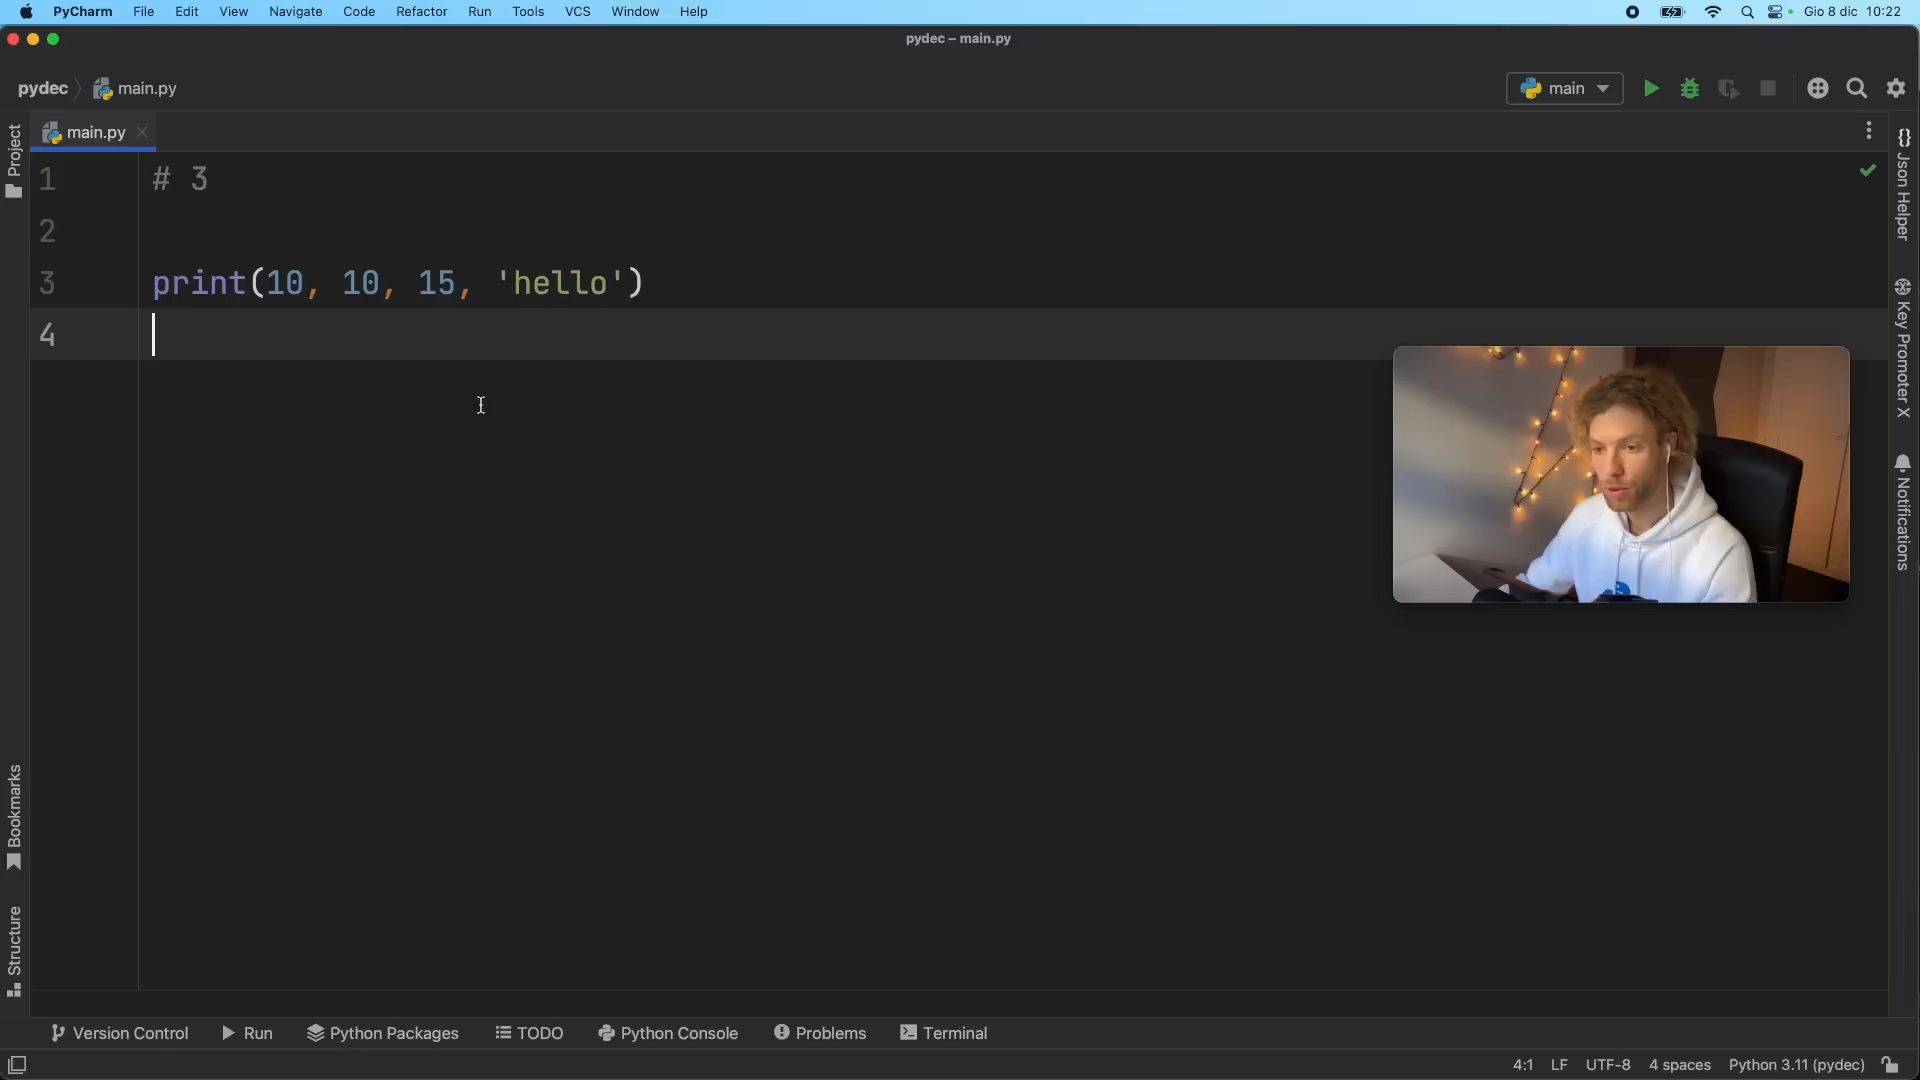 PyCharm File Edit View Navigate Code Refactor Run Tools VCS Window Help Gio 8 dic 10:22
pydec – main.py
pydec main.py main
Project
main.py
1 # 3
2
3 print(10, 10, 15, 'hello')
4
{} Json Helper
Key Promoter X
Notifications
Bookmarks
Structure
Version Control Run Python Packages TODO Python Console Problems Terminal
4:1 LF UTF-8 4 spaces Python 3.11 (pydec)